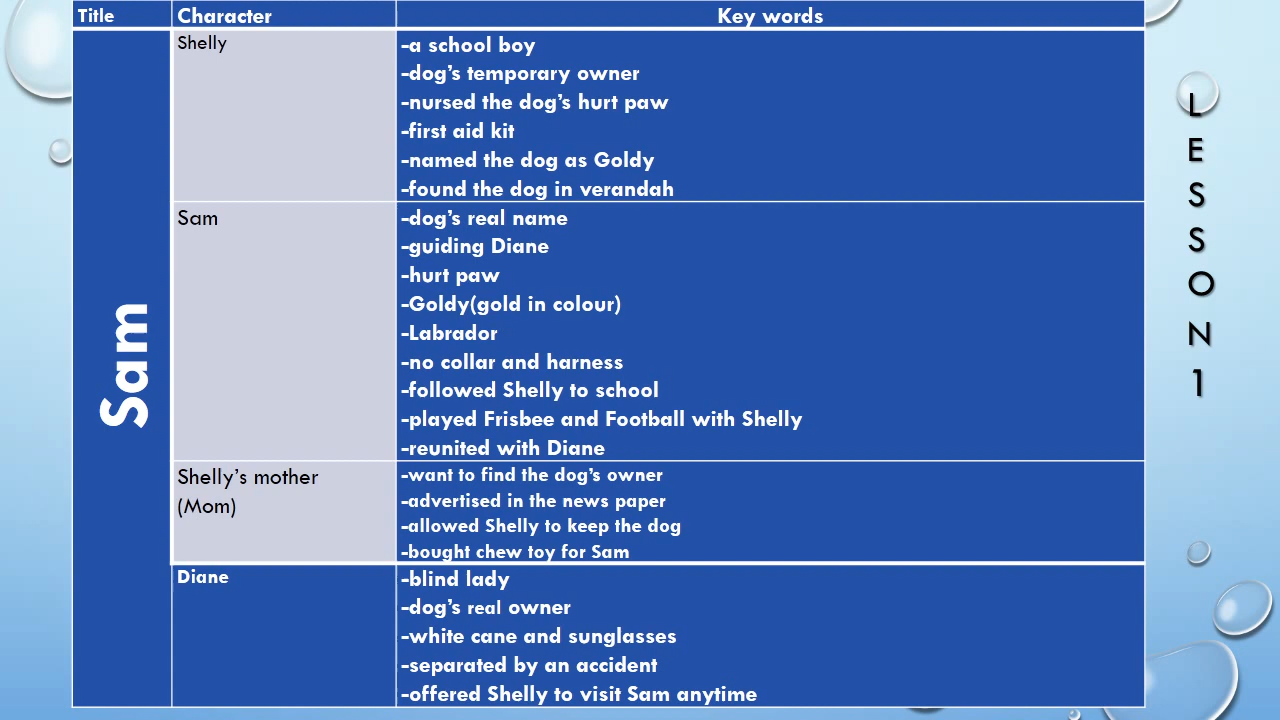 Title Character Key words
Sam
Shelly
-a school boy
-dog's temporary owner
-nursed the dog's hurt paw
-first aid kit
-named the dog as Goldy
-found the dog in verandah
Sam
-dog's real name
-guiding Diane
-hurt paw
-Goldy(gold in colour)
-Labrador
-no collar and harness
-followed Shelly to school
-played Frisbee and Football with Shelly
-reunited with Diane
Shelly's mother
(Mom)
-want to find the dog's owner
-advertised in the news paper
-allowed Shelly to keep the dog
-bought chew toy for Sam
Diane
-blind lady
-dog's real owner
-white cane and sunglasses
-separated by an accident
-offered Shelly to visit Sam anytime
LESSON 1